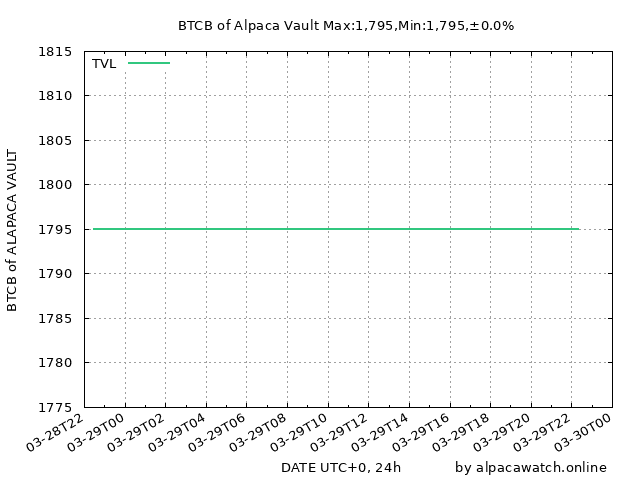 BTCB of Alpaca Vault Max:1,795,Min:1,795,±0.0%
TVL
1815
1810
1805
1800
1795
1790
1785
1780
1775
BTCB of ALAPACA VAULT
03-28T22
03-29T00
03-29T02
03-29T04
03-29T06
03-29T08
03-29T10
03-29T12
03-29T14
03-29T16
03-29T18
03-29T20
03-29T22
03-30T00
DATE UTC+0, 24h
by alpacawatch.online